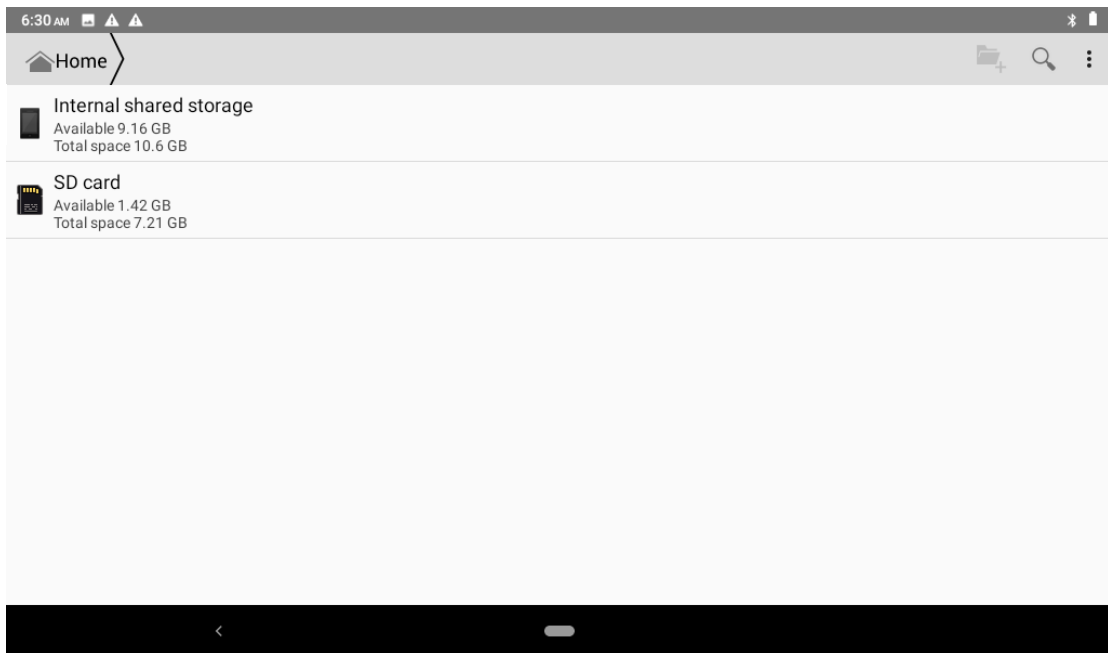 6:30 AM
Home
Internal shared storage
Available 9.16 GB
Total space 10.6 GB
SD card
Available 1.42 GB
Total space 7.21 GB